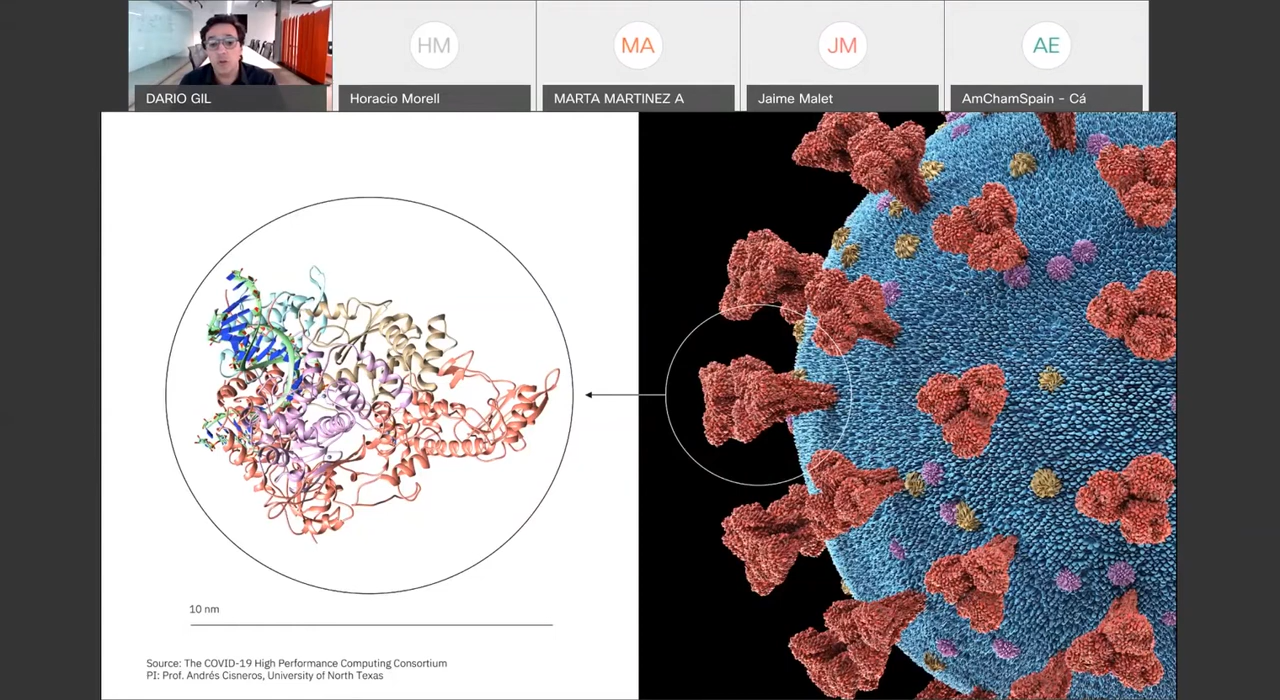 HM
MA
JM
AE
DARIO GIL
Horacio Morell
MARTA MARTINEZ A
Jaime Malet
AmChamSpain - Cá
10 nm
Source: The COVID-19 High Performance Computing Consortium
PI: Prof. Andrés Cisneros, University of North Texas